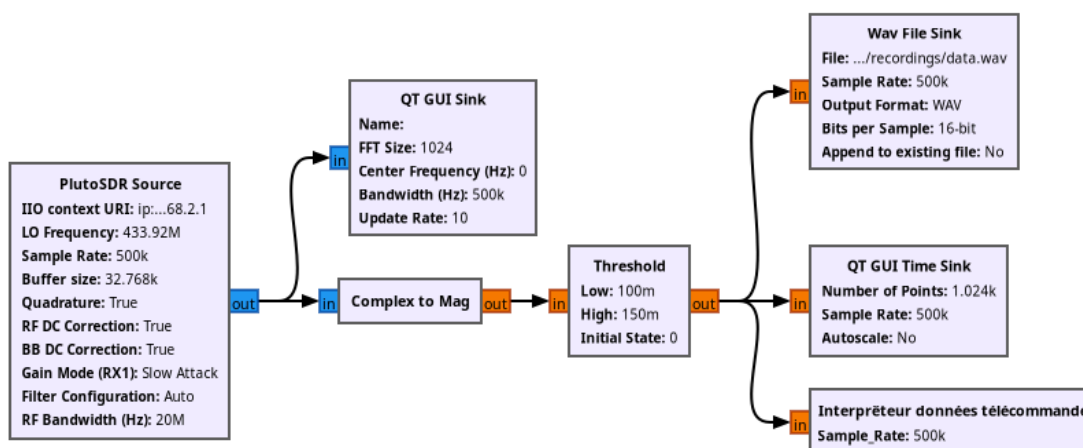 PlutoSDR Source
IIO context URI: ip:...68.2.1
LO Frequency: 433.92M
Sample Rate: 500k
Buffer size: 32.768k
Quadrature: True
RF DC Correction: True
BB DC Correction: True
Gain Mode (RX1): Slow Attack
Filter Configuration: Auto
RF Bandwidth (Hz): 20M
out
in
QT GUI Sink
Name:
FFT Size: 1024
Center Frequency (Hz): 0
Bandwidth (Hz): 500k
Update Rate: 10
in
Complex to Mag
out
in
Threshold
Low: 100m
High: 150m
Initial State: 0
out
in
Wav File Sink
File: .../recordings/data.wav
Sample Rate: 500k
Output Format: WAV
Bits per Sample: 16-bit
Append to existing file: No
in
QT GUI Time Sink
Number of Points: 1.024k
Sample Rate: 500k
Autoscale: No
in
Interprëteur données télécommande
Sample_Rate: 500k